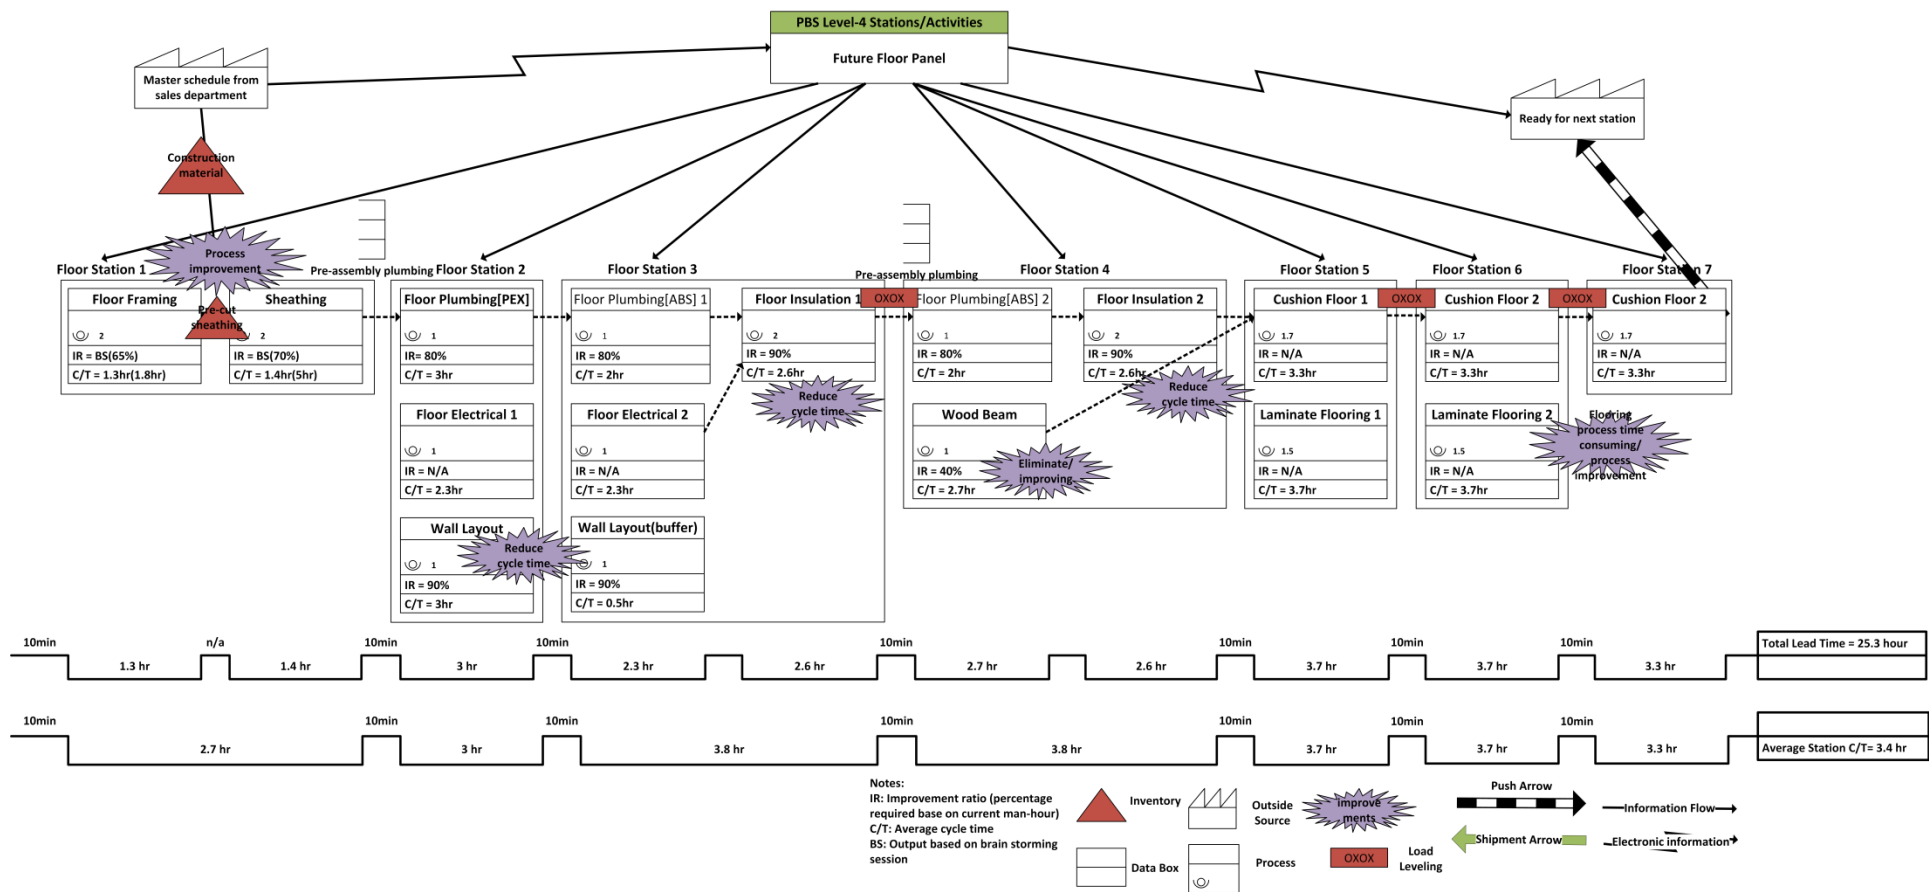 PBS Level-4 Stations/Activities
Future Floor Panel
Master schedule from
sales department
Ready for next station
Construction
material
Process
improvement
Pre-cut
sheathing
Floor Station 1
Pre-assembly plumbing
Floor Station 2
Floor Station 3
Pre-assembly plumbing
Floor Station 4
Floor Station 5
Floor Station 6
Floor Station 7
Floor Framing
2
IR = BS(65%)
C/T = 1.3hr(1.8hr)
Sheathing
2
IR = BS(70%)
C/T = 1.4hr(5hr)
Floor Plumbing[PEX]
1
IR= 80%
C/T = 3hr
Floor Electrical 1
1
IR = N/A
C/T = 2.3hr
Wall Layout
1
IR = 90%
C/T = 3hr
Reduce
cycle time
Floor Plumbing[ABS] 1
1
IR = 80%
C/T = 2hr
Floor Electrical 2
1
IR = N/A
C/T = 2.3hr
Wall Layout(buffer)
1
IR = 90%
C/T = 0.5hr
Floor Insulation 1
2
IR = 90%
C/T = 2.6hr
Reduce
cycle time
OXOX
Floor Plumbing[ABS] 2
1
IR = 80%
C/T = 2hr
Wood Beam
1
IR = 40%
C/T = 2.7hr
Eliminate/
improving
Floor Insulation 2
2
IR = 90%
C/T = 2.6hr
Reduce
cycle time
Cushion Floor 1
1.7
IR = N/A
C/T = 3.3hr
Laminate Flooring 1
1.5
IR = N/A
C/T = 3.7hr
OXOX
Cushion Floor 2
1.7
IR = N/A
C/T = 3.3hr
Laminate Flooring 2
1.5
IR = N/A
C/T = 3.7hr
OXOX
Cushion Floor 2
1.7
IR = N/A
C/T = 3.3hr
Flooring
process time
consuming/
process
improvement
10min
n/a
10min
10min
10min
10min
10min
10min
1.3 hr
1.4 hr
3 hr
2.3 hr
2.6 hr
2.7 hr
2.6 hr
3.7 hr
3.7 hr
3.3 hr
Total Lead Time = 25.3 hour
10min
10min
10min
10min
10min
10min
10min
2.7 hr
3 hr
3.8 hr
3.8 hr
3.7 hr
3.7 hr
3.3 hr
Average Station C/T= 3.4 hr
Notes:
IR: Improvement ratio (percentage
required base on current man-hour)
C/T: Average cycle time
BS: Output based on brain storming
session
Inventory
Outside
Source
improve
ments
Push Arrow
Information Flow
Data Box
Process
OXOX
Load
Leveling
Shipment Arrow
Electronic information